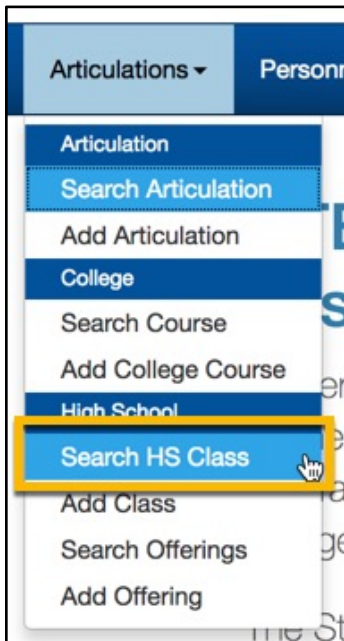 Articulations
Articulation
Search Articulation
Add Articulation
College
Search Course
Add College Course
High School
Search HS Class
Add Class
Search Offerings
Add Offering